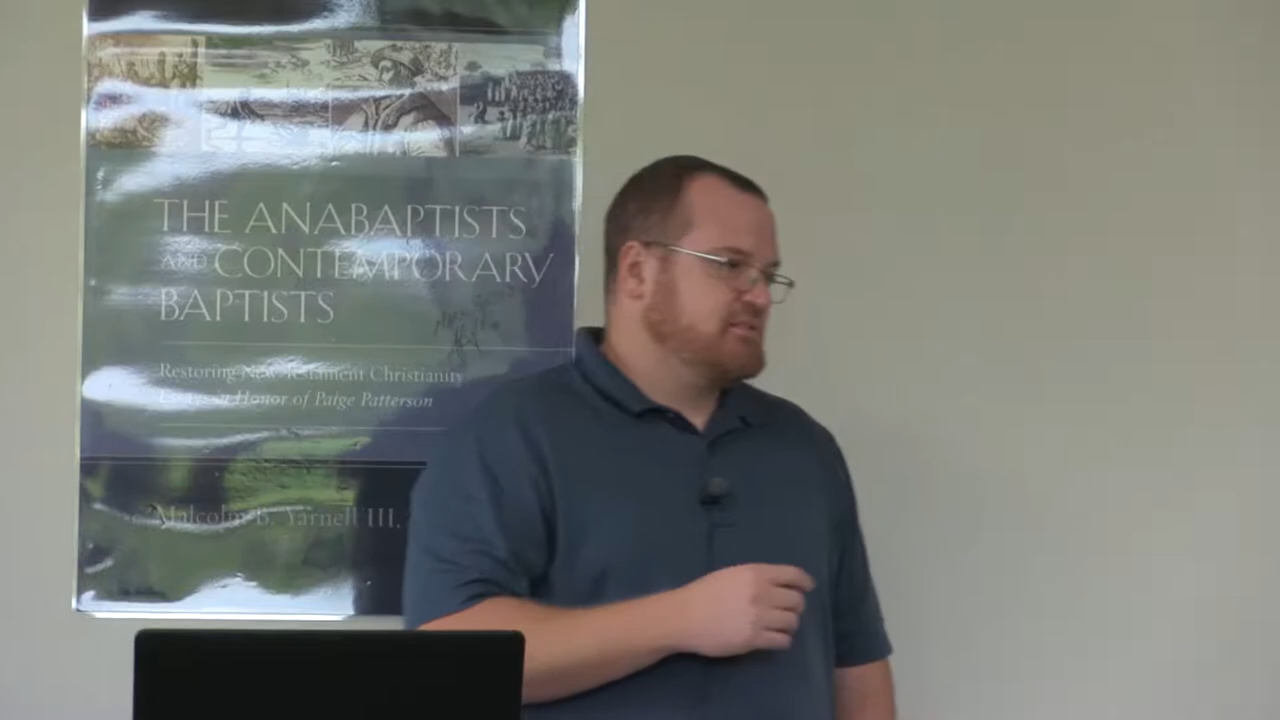 THE ANABAPTISTS
AND CONTEMPORARY
BAPTISTS
Restoring New Testament Christianity
Essays in Honor of Paige Patterson
Malcolm B. Yarnell III,